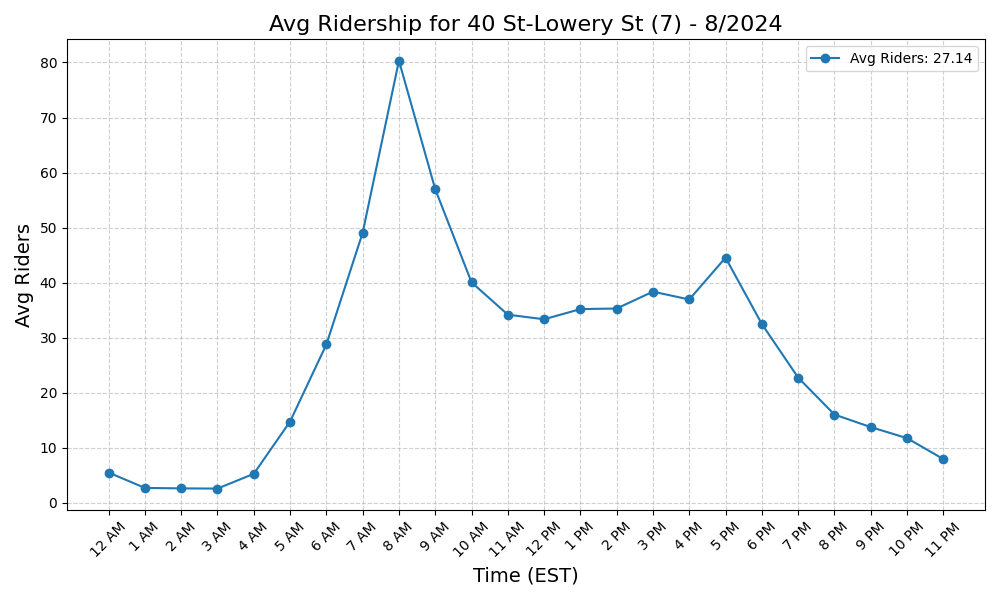 Avg Ridership for 40 St-Lowery St (7) - 8/2024
Avg Riders: 27.14
Avg Riders
80
70
60
50
40
30
20
10
0
12 AM
1 AM
2 AM
3 AM
4 AM
5 AM
6 AM
7 AM
8 AM
9 AM
10 AM
11 AM
12 PM
1 PM
2 PM
3 PM
4 PM
5 PM
6 PM
7 PM
8 PM
9 PM
10 PM
11 PM
Time (EST)